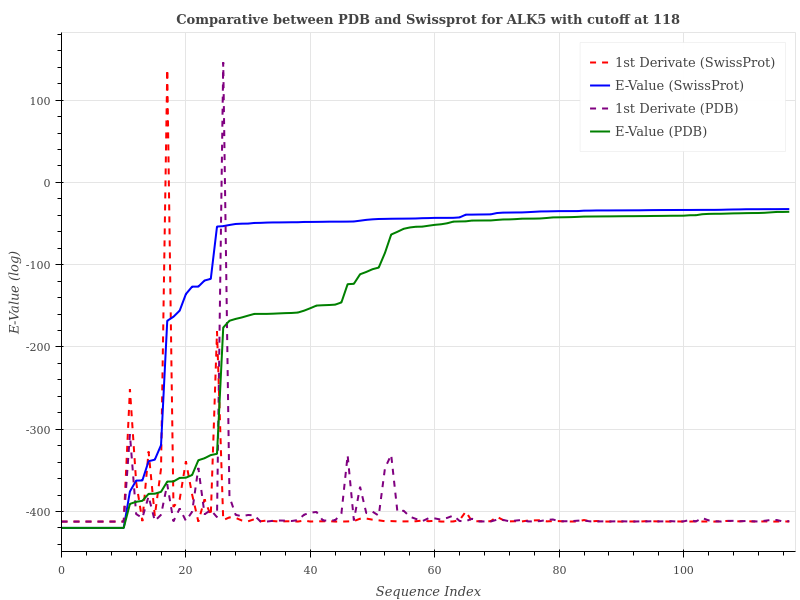 Comparative between PDB and Swissprot for ALK5 with cutoff at 118
1st Derivate (SwissProt)
E-Value (SwissProt)
1st Derivate (PDB)
E-Value (PDB)
100
0
-100
-200
-300
-400
E-Value (log)
0 20 40 60 80 100
Sequence Index